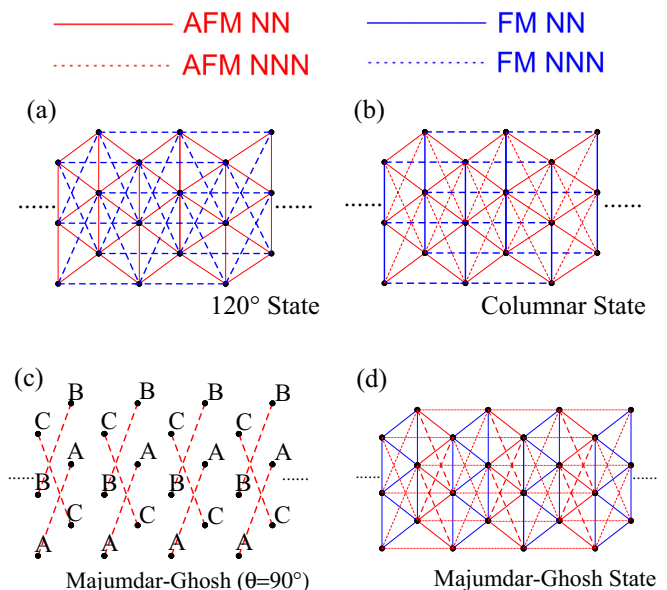 AFM NN FM NN
AFM NNN FM NNN
(a) (b)
...... ...... ...... ......
120° State Columnar State
(c) (d)
B B B B
C C C C
A A A A
B B B B
C C C C
A A A A
Majumdar-Ghosh (θ=90°) Majumdar-Ghosh State